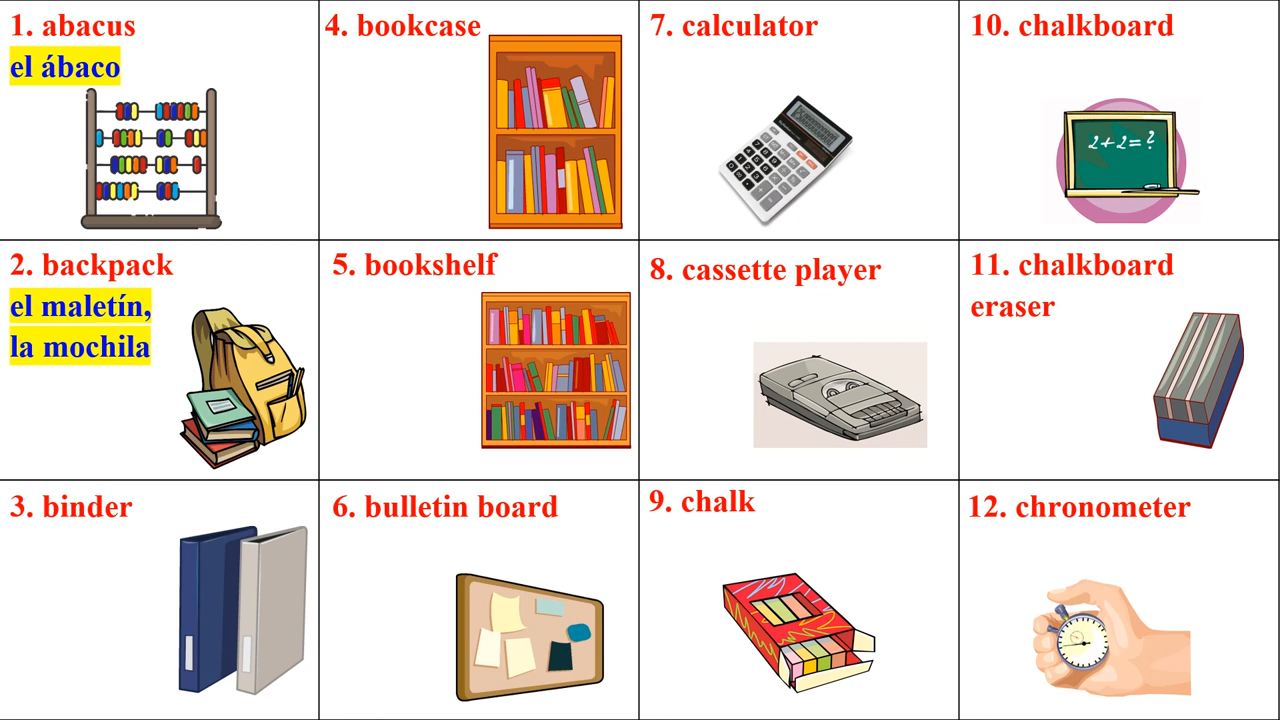 1. abacus
el ábaco
2. backpack
el maletín,
la mochila
3. binder
4. bookcase
5. bookshelf
6. bulletin board
7. calculator
8. cassette player
9. chalk
10. chalkboard
2+2=?
11. chalkboard
eraser
12. chronometer